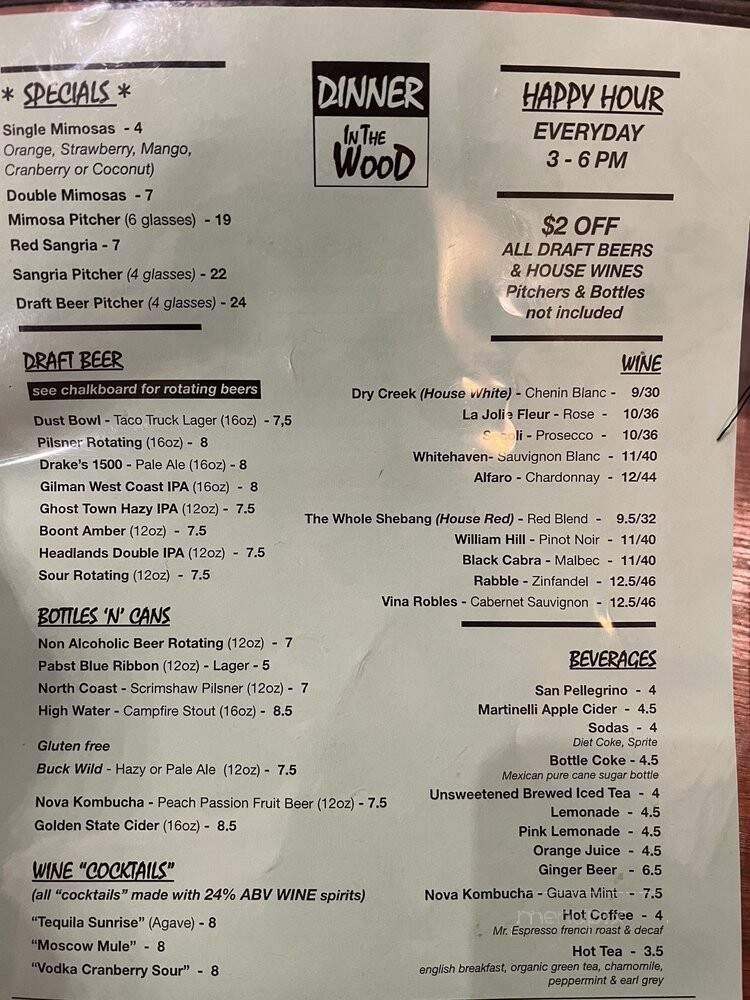 * SPECIALS *
Single Mimosas - 4
Orange, Strawberry, Mango,
Cranberry or Coconut)
Double Mimosas - 7
Mimosa Pitcher (6 glasses) - 19
Red Sangria - 7
Sangria Pitcher (4 glasses) - 22
Draft Beer Pitcher (4 glasses) - 24
DINNER
IN THE
WOOD
HAPPY HOUR
EVERYDAY
3 - 6 PM
$2 OFF
ALL DRAFT BEERS
& HOUSE WINES
Pitchers & Bottles
not included
DRAFT BEER
see chalkboard for rotating beers
Dust Bowl - Taco Truck Lager (16oz) - 7,5
Pilsner Rotating (16oz) - 8
Drake's 1500 - Pale Ale (16oz) - 8
Gilman West Coast IPA (16oz) - 8
Ghost Town Hazy IPA (12oz) - 7.5
Boont Amber (12oz) - 7.5
Headlands Double IPA (12oz) - 7.5
Sour Rotating (12oz) - 7.5
BOTTLES 'N' CANS
Non Alcoholic Beer Rotating (12oz) - 7
Pabst Blue Ribbon (12oz) - Lager - 5
North Coast - Scrimshaw Pilsner (12oz) - 7
High Water - Campfire Stout (16oz) - 8.5
Gluten free
Buck Wild - Hazy or Pale Ale (12oz) - 7.5
Nova Kombucha - Peach Passion Fruit Beer (12oz) - 7.5
Golden State Cider (16oz) - 8.5
WINE "COCKTAILS"
(all "cocktails" made with 24% ABV WINE spirits)
"Tequila Sunrise" (Agave) - 8
"Moscow Mule" - 8
"Vodka Cranberry Sour" - 8
WINE
Dry Creek (House White) - Chenin Blanc - 9/30
La Jolie Fleur - Rose - 10/36
- Prosecco - 10/36
Whitehaven- Sauvignon Blanc - 11/40
Alfaro - Chardonnay - 12/44
The Whole Shebang (House Red) - Red Blend - 9.5/32
William Hill - Pinot Noir - 11/40
Black Cabra - Malbec - 11/40
Rabble - Zinfandel - 12.5/46
Vina Robles - Cabernet Sauvignon - 12.5/46
BEVERAGES
San Pellegrino - 4
Martinelli Apple Cider - 4.5
Sodas - 4
Diet Coke, Sprite
Bottle Coke - 4.5
Mexican pure cane sugar bottle
Unsweetened Brewed Iced Tea - 4
Lemonade - 4.5
Pink Lemonade - 4.5
Orange Juice - 4.5
Ginger Beer - 6.5
Nova Kombucha - Guava Mint - 7.5
Hot Coffee - 4
Mr. Espresso french roast & decaf
Hot Tea - 3.5
english breakfast, organic green tea, chamomile,
peppermint & earl grey